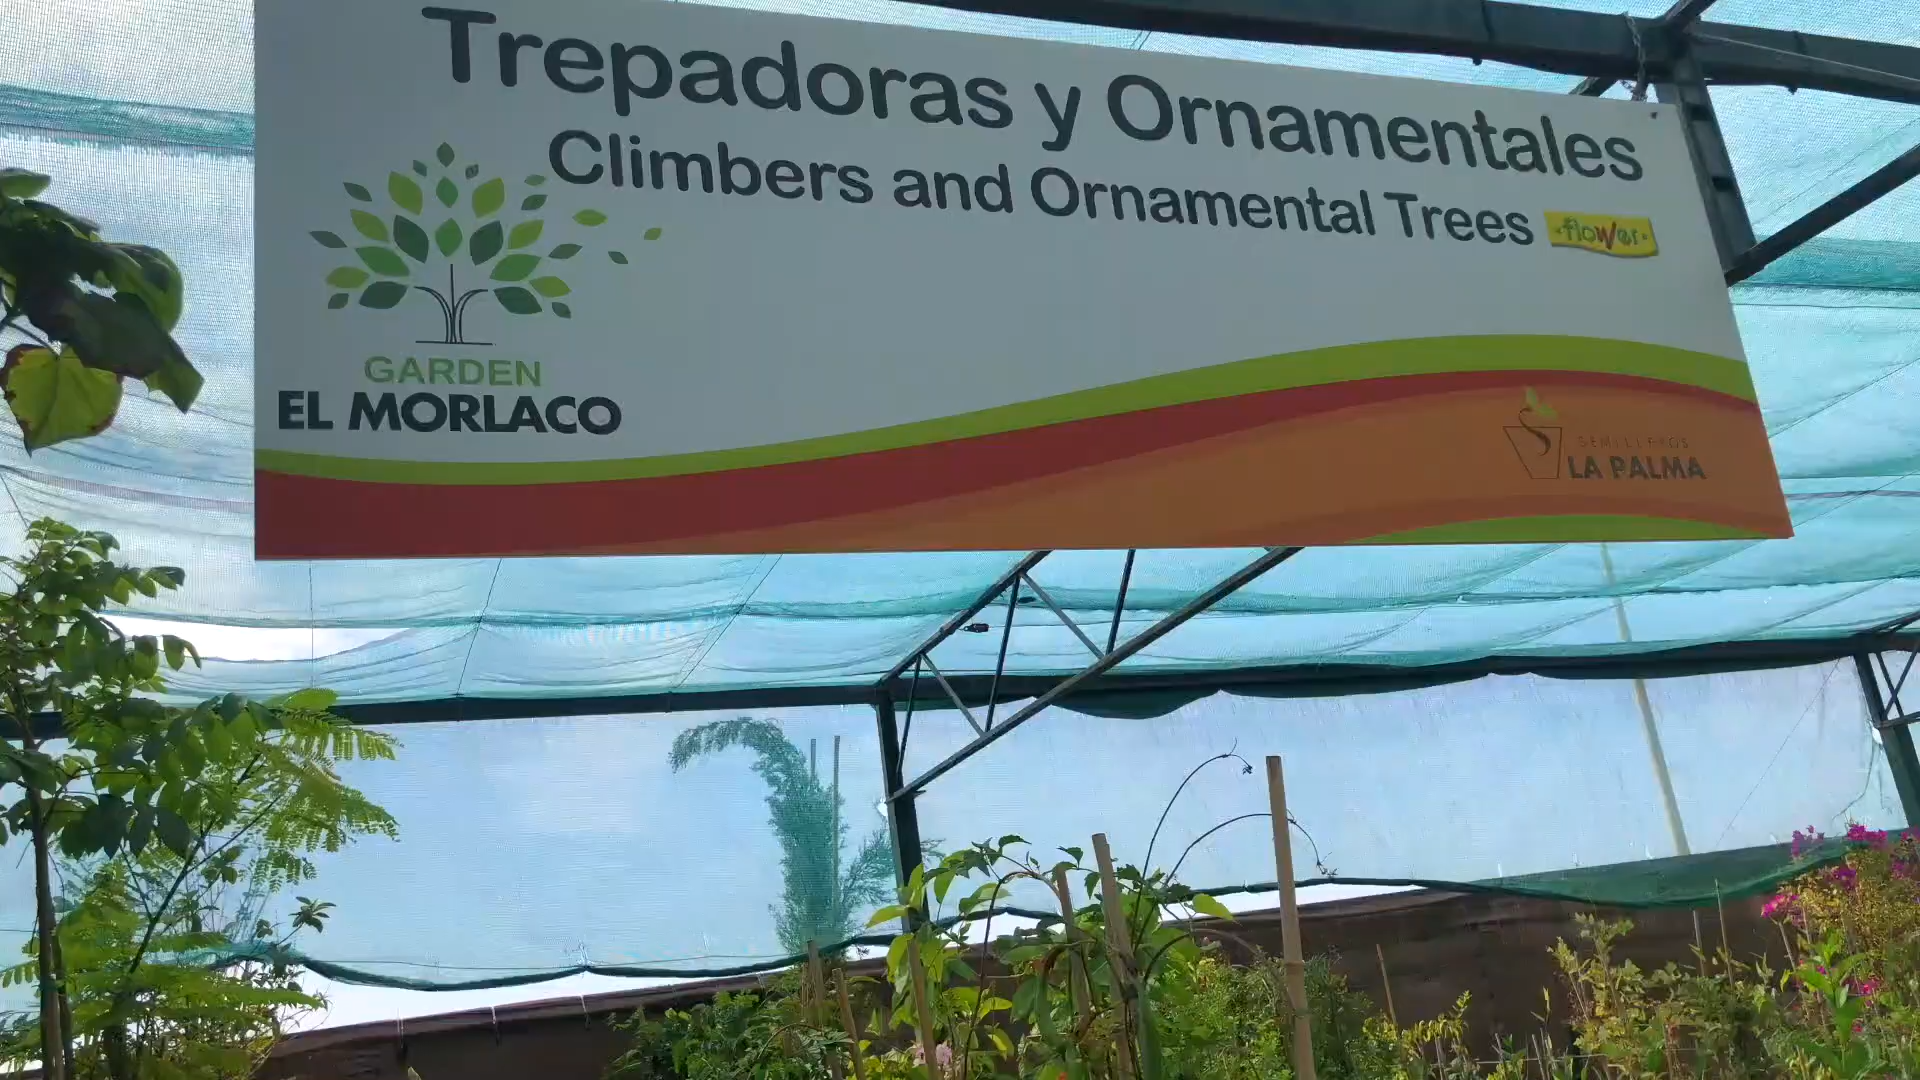 Trepadoras y Ornamentales
Climbers and Ornamental Trees
flower
GARDEN
EL MORLACO
SEMILLEROS
LA PALMA